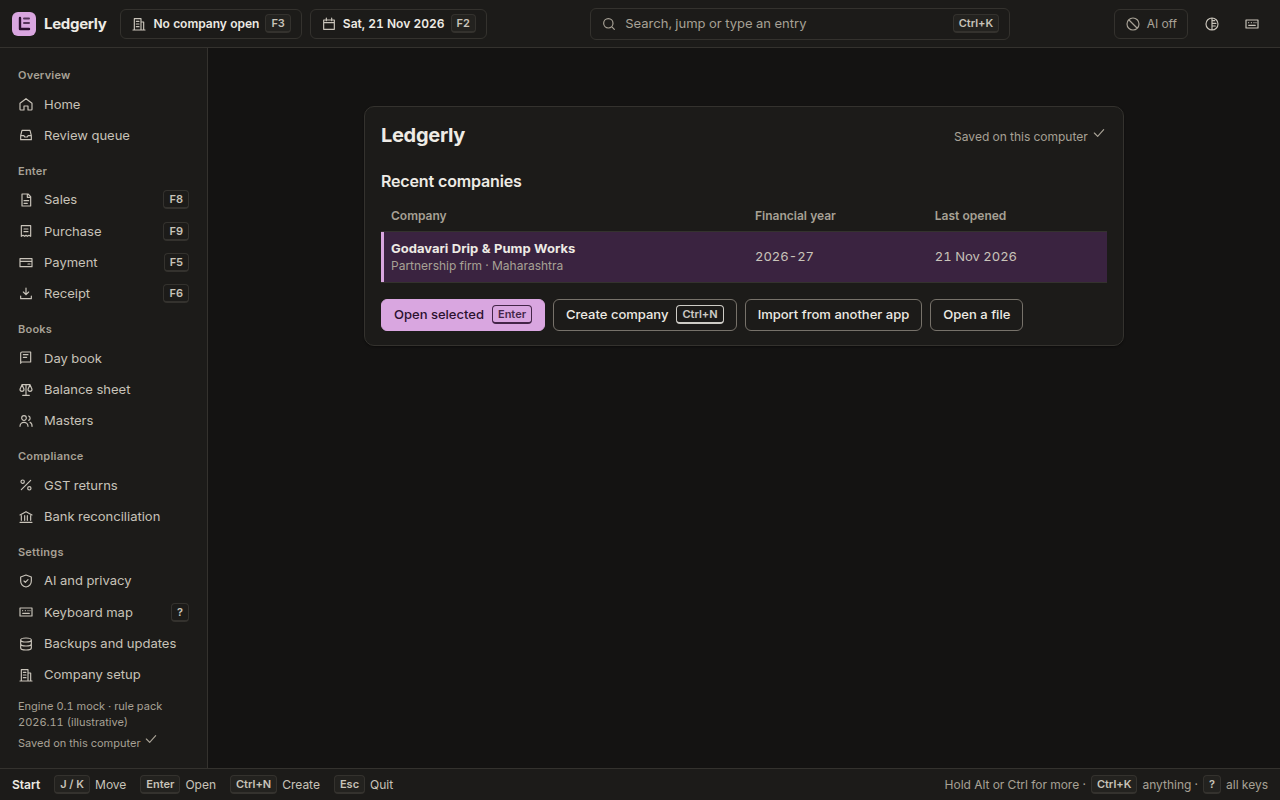 Ledgerly
No company open F3
Sat, 21 Nov 2026 F2
Search, jump or type an entry Ctrl+K
AI off
Overview
Home
Review queue
Enter
Sales F8
Purchase F9
Payment F5
Receipt F6
Books
Day book
Balance sheet
Masters
Compliance
GST returns
Bank reconciliation
Settings
AI and privacy
Keyboard map ?
Backups and updates
Company setup
Engine 0.1 mock · rule pack
2026.11 (illustrative)
Saved on this computer
Ledgerly
Saved on this computer
Recent companies
Company Financial year Last opened
Godavari Drip & Pump Works
Partnership firm · Maharashtra
2026-27
21 Nov 2026
Open selected Enter
Create company Ctrl+N
Import from another app
Open a file
Start J / K Move Enter Open Ctrl+N Create Esc Quit
Hold Alt or Ctrl for more · Ctrl+K anything · ? all keys